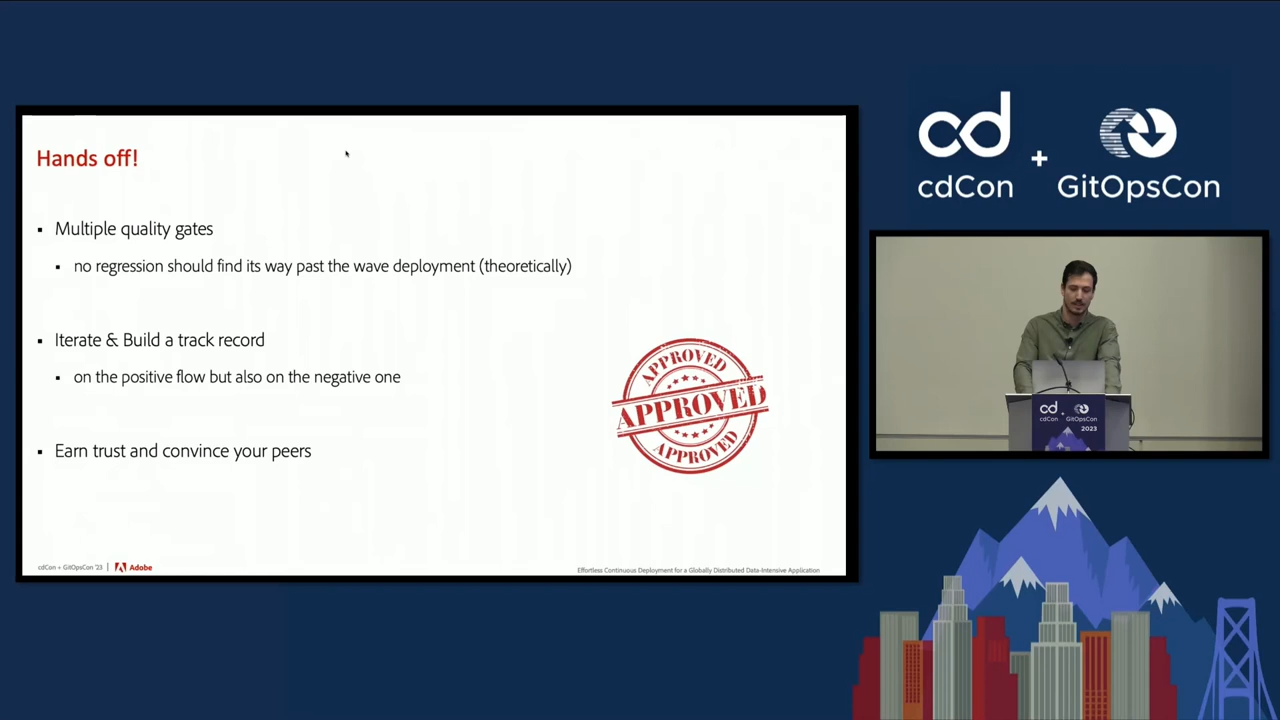 Hands off!
▪ Multiple quality gates
▪ no regression should find its way past the wave deployment (theoretically)
▪ Iterate & Build a track record
▪ on the positive flow but also on the negative one
▪ Earn trust and convince your peers
APPROVED
APPROVED
APPROVED
cdCon + GitOpsCon '23 | Adobe
Effortless Continuous Deployment for a Globally Distributed Data-Intensive Application
cd
+
cdCon
GitOpsCon
cd
cdCon + GitOpsCon
2023